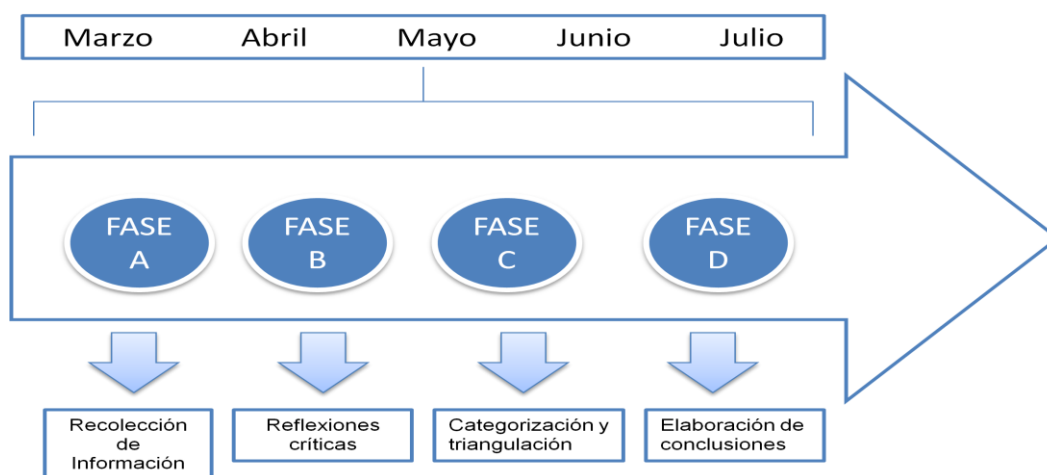 Marzo Abril Mayo Junio Julio
FASE
A
FASE
B
FASE
C
FASE
D
Recolección
de
Información
Reflexiones
críticas
Categorización y
triangulación
Elaboración de
conclusiones